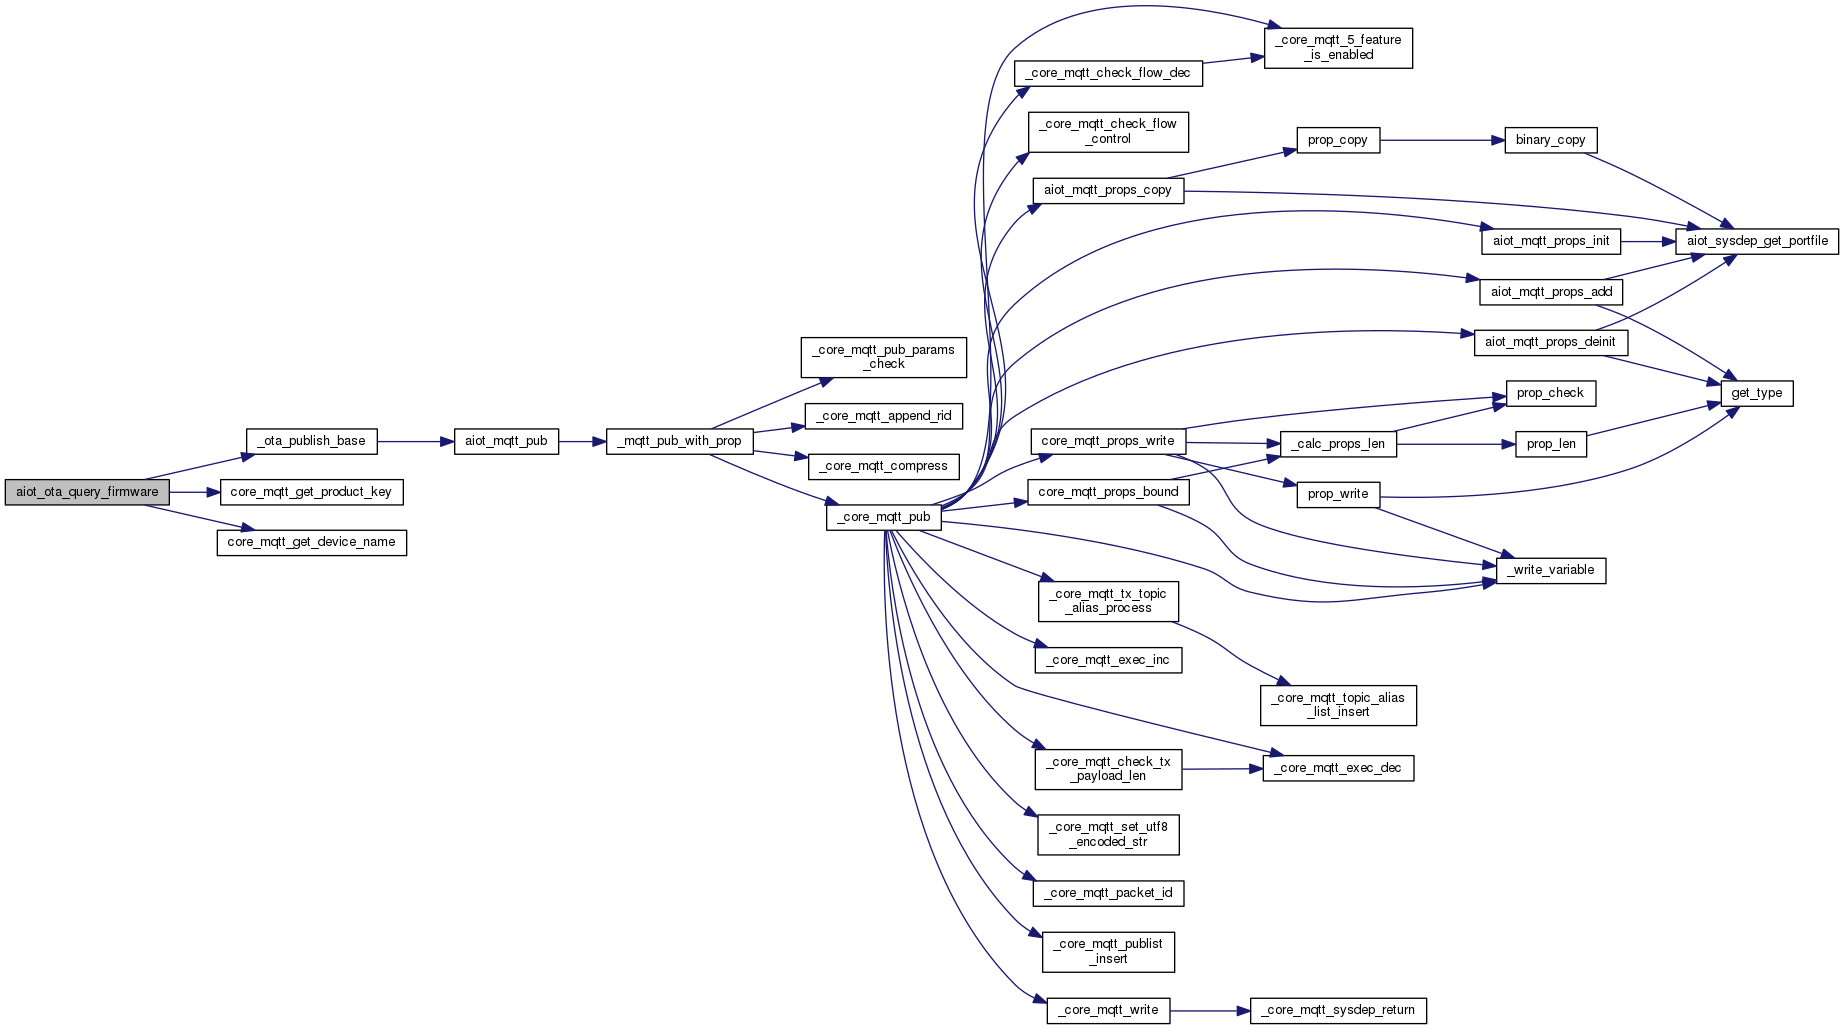 aiot_ota_query_firmware
_ota_publish_base
core_mqtt_get_product_key
core_mqtt_get_device_name
aiot_mqtt_pub
_mqtt_pub_with_prop
_core_mqtt_pub_params
_check
_core_mqtt_append_rid
_core_mqtt_compress
_core_mqtt_pub
_core_mqtt_5_feature
_is_enabled
_core_mqtt_check_flow_dec
_core_mqtt_check_flow
_control
aiot_mqtt_props_copy
prop_copy
binary_copy
aiot_mqtt_props_init
aiot_sysdep_get_portfile
aiot_mqtt_props_add
aiot_mqtt_props_deinit
get_type
prop_check
core_mqtt_props_write
_calc_props_len
prop_len
core_mqtt_props_bound
prop_write
_write_variable
_core_mqtt_tx_topic
_alias_process
_core_mqtt_exec_inc
_core_mqtt_topic_alias
_list_insert
_core_mqtt_check_tx
_payload_len
_core_mqtt_exec_dec
_core_mqtt_set_utf8
_encoded_str
_core_mqtt_packet_id
_core_mqtt_publist
_insert
_core_mqtt_write
_core_mqtt_sysdep_return